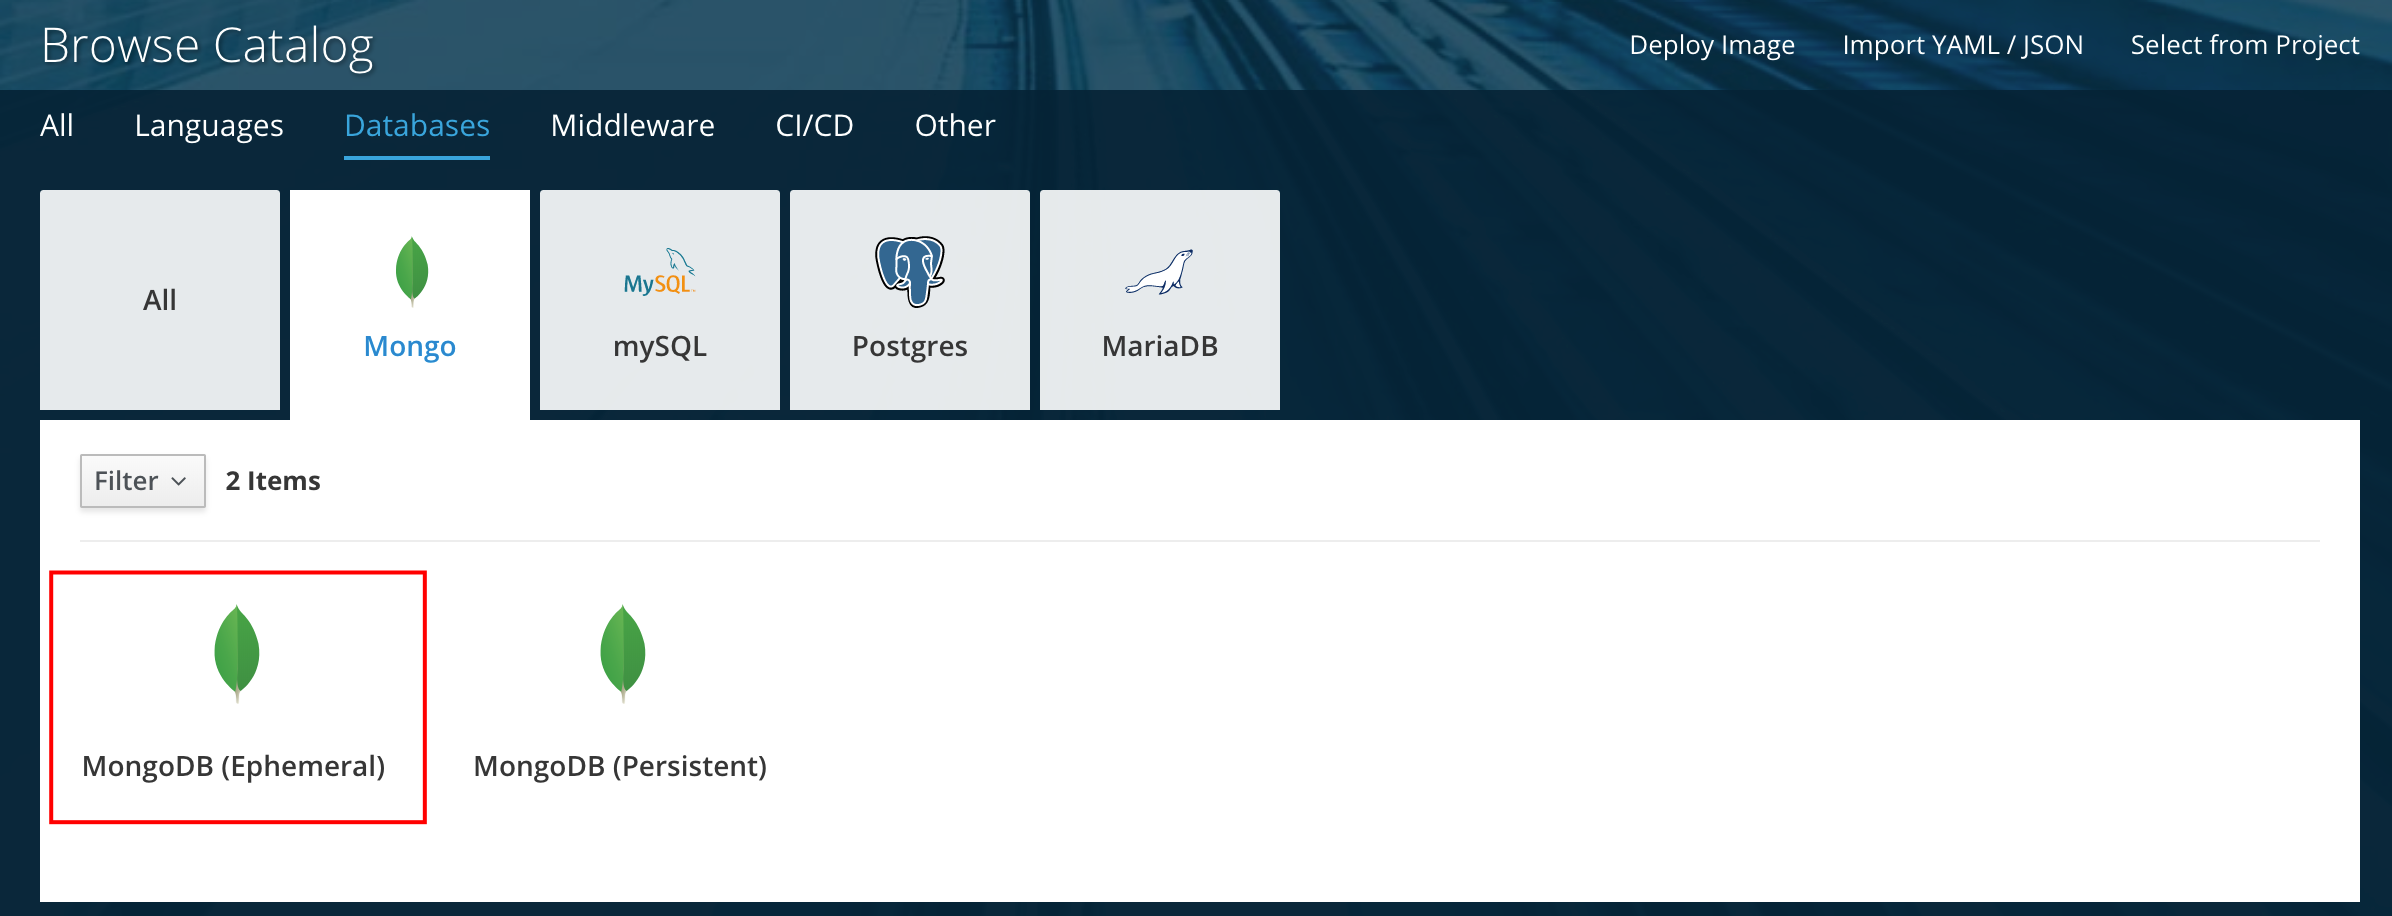 Browse Catalog
Deploy Image Import YAML / JSON Select from Project
All Languages Databases Middleware CI/CD Other
MySQL
All
Mongo mySQL Postgres MariaDB
Filter 2 Items
MongoDB (Ephemeral) MongoDB (Persistent)